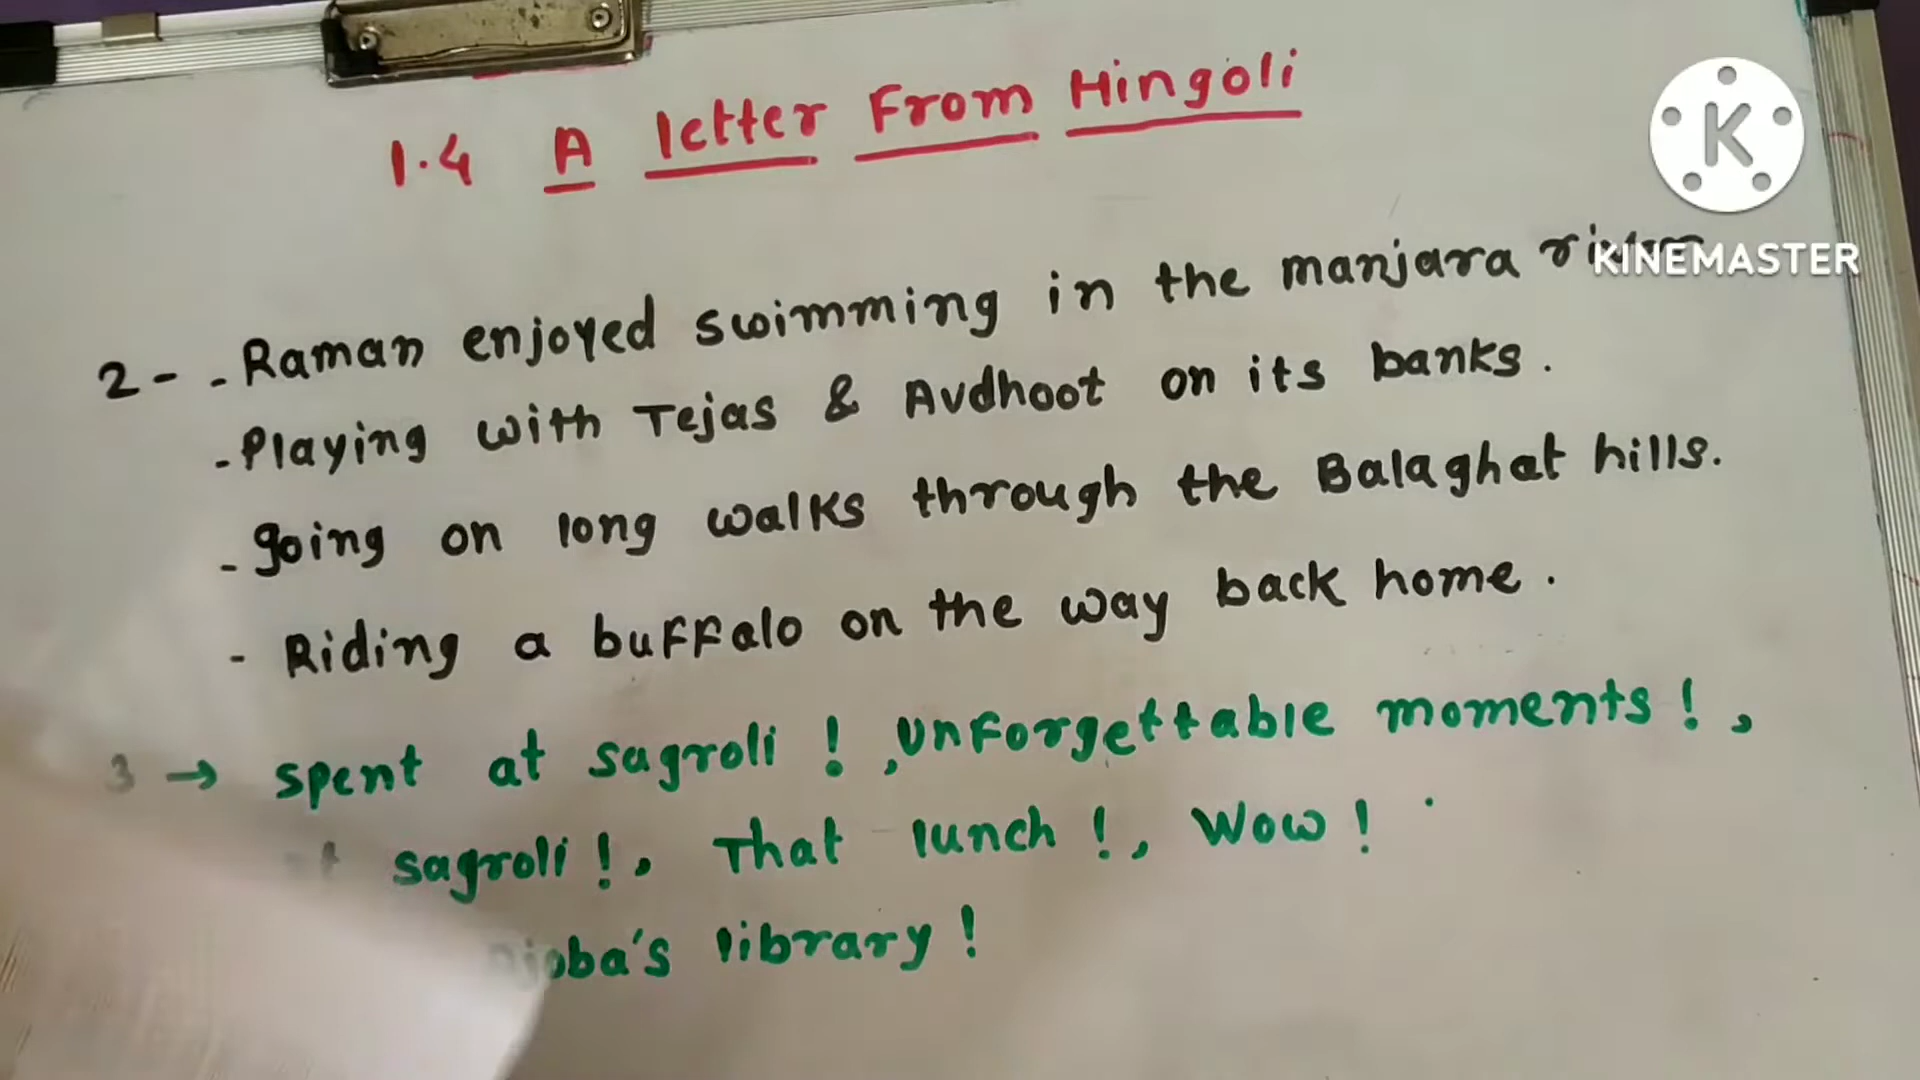 1.4 A letter From Hingoli
K
KINEMASTER
2 - - Raman enjoyed swimming in the manjara
- Playing with Tejas & Avdhoot on its banks.
- going on long walks through the Balaghat hills.
- Riding a buffalo on the way back home.
3 → spent at sagroli !, Unforgettable moments !,
sagroli !, That lunch !, Wow !
library !